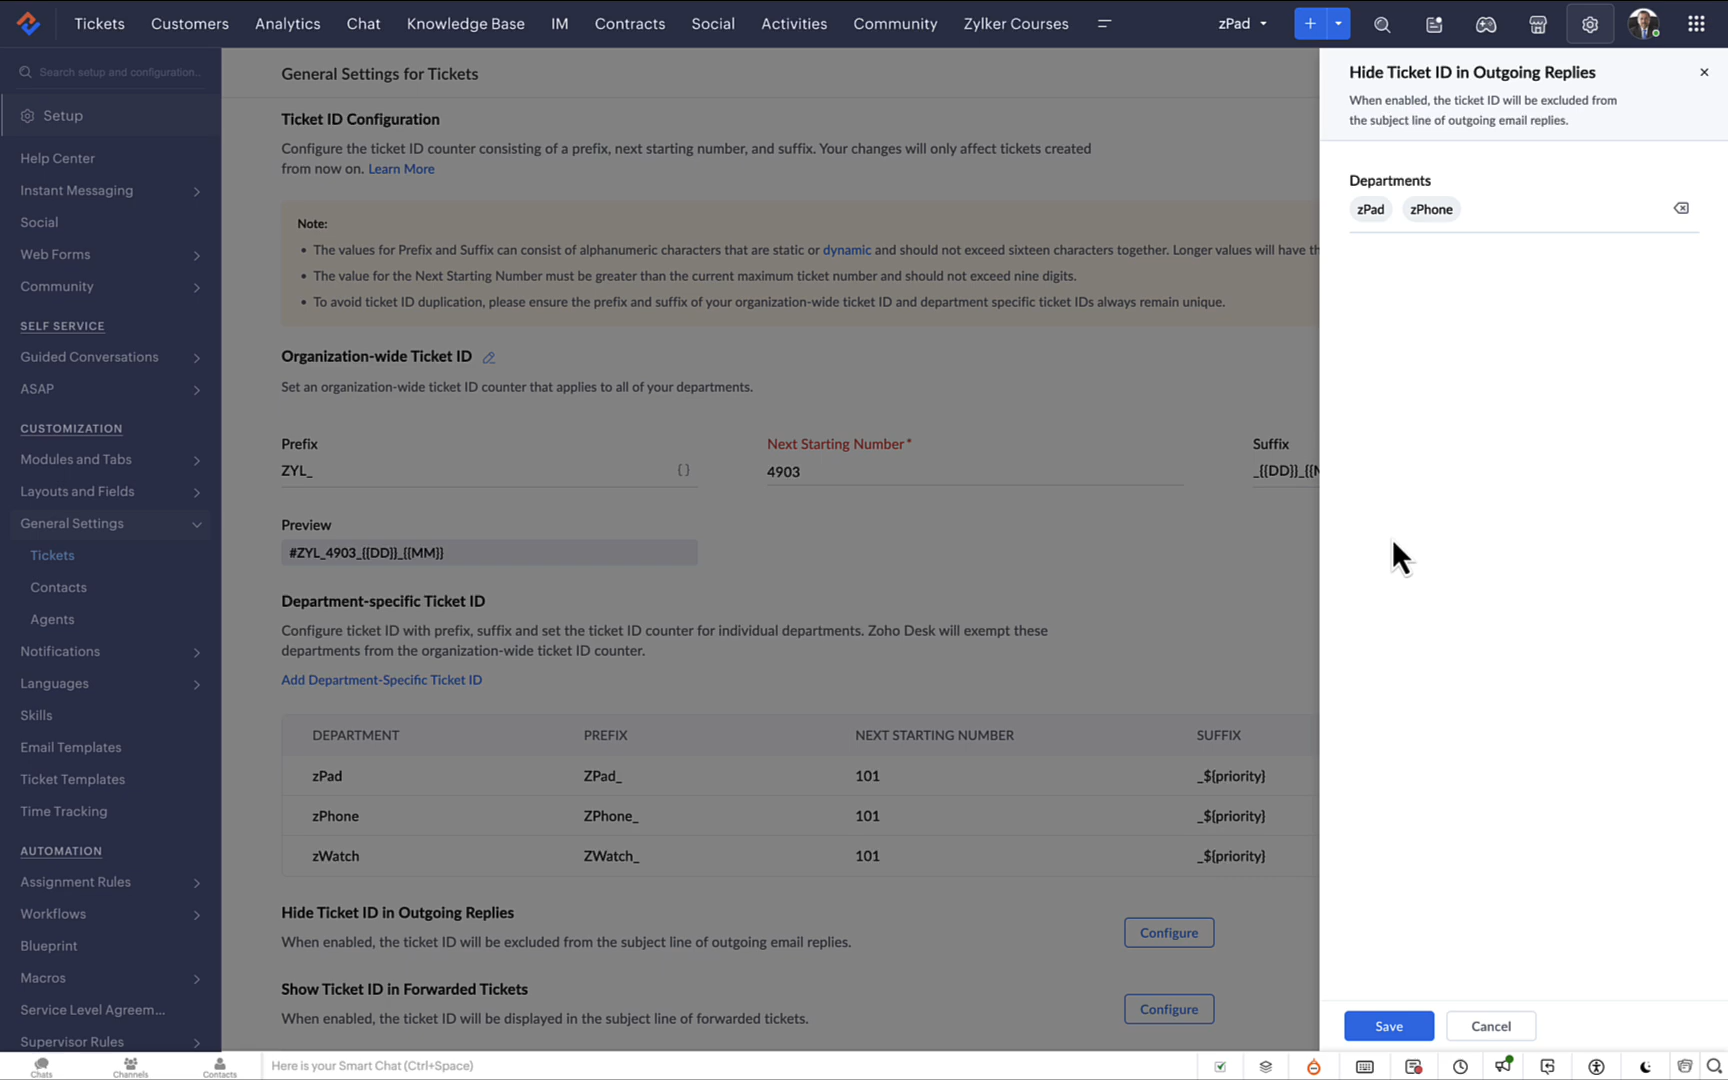 Tickets Customers Analytics Chat Knowledge Base IM Contracts Social Activities Community Zylker Courses zPad
Search setup and configuration...
Setup
Help Center
Instant Messaging
Social
Web Forms
Community
SELF SERVICE
Guided Conversations
ASAP
CUSTOMIZATION
Modules and Tabs
Layouts and Fields
General Settings
Tickets
Contacts
Agents
Notifications
Languages
Skills
Email Templates
Ticket Templates
Time Tracking
AUTOMATION
Assignment Rules
Workflows
Blueprint
Macros
Service Level Agreem...
Supervisor Rules
General Settings for Tickets
Ticket ID Configuration
Configure the ticket ID counter consisting of a prefix, next starting number, and suffix. Your changes will only affect tickets created
from now on. Learn More
Note:
• The values for Prefix and Suffix can consist of alphanumeric characters that are static or dynamic and should not exceed sixteen characters together. Longer values will have th
• The value for the Next Starting Number must be greater than the current maximum ticket number and should not exceed nine digits.
• To avoid ticket ID duplication, please ensure the prefix and suffix of your organization-wide ticket ID and department specific ticket IDs always remain unique.
Organization-wide Ticket ID
Set an organization-wide ticket ID counter that applies to all of your departments.
Prefix Next Starting Number* Suffix
ZYL_ {} 4903 _{{DD}}_{{M
Preview
#ZYL_4903_{{DD}}_{{MM}}
Department-specific Ticket ID
Configure ticket ID with prefix, suffix and set the ticket ID counter for individual departments. Zoho Desk will exempt these
departments from the organization-wide ticket ID counter.
Add Department-Specific Ticket ID
DEPARTMENT PREFIX NEXT STARTING NUMBER SUFFIX
zPad ZPad_ 101 _${priority}
zPhone ZPhone_ 101 _${priority}
zWatch ZWatch_ 101 _${priority}
Hide Ticket ID in Outgoing Replies
When enabled, the ticket ID will be excluded from the subject line of outgoing email replies.
Configure
Show Ticket ID in Forwarded Tickets
When enabled, the ticket ID will be displayed in the subject line of forwarded tickets.
Configure
Hide Ticket ID in Outgoing Replies
When enabled, the ticket ID will be excluded from
the subject line of outgoing email replies.
Departments
zPad zPhone
Save Cancel
Chats Channels Contacts Here is your Smart Chat (Ctrl+Space)